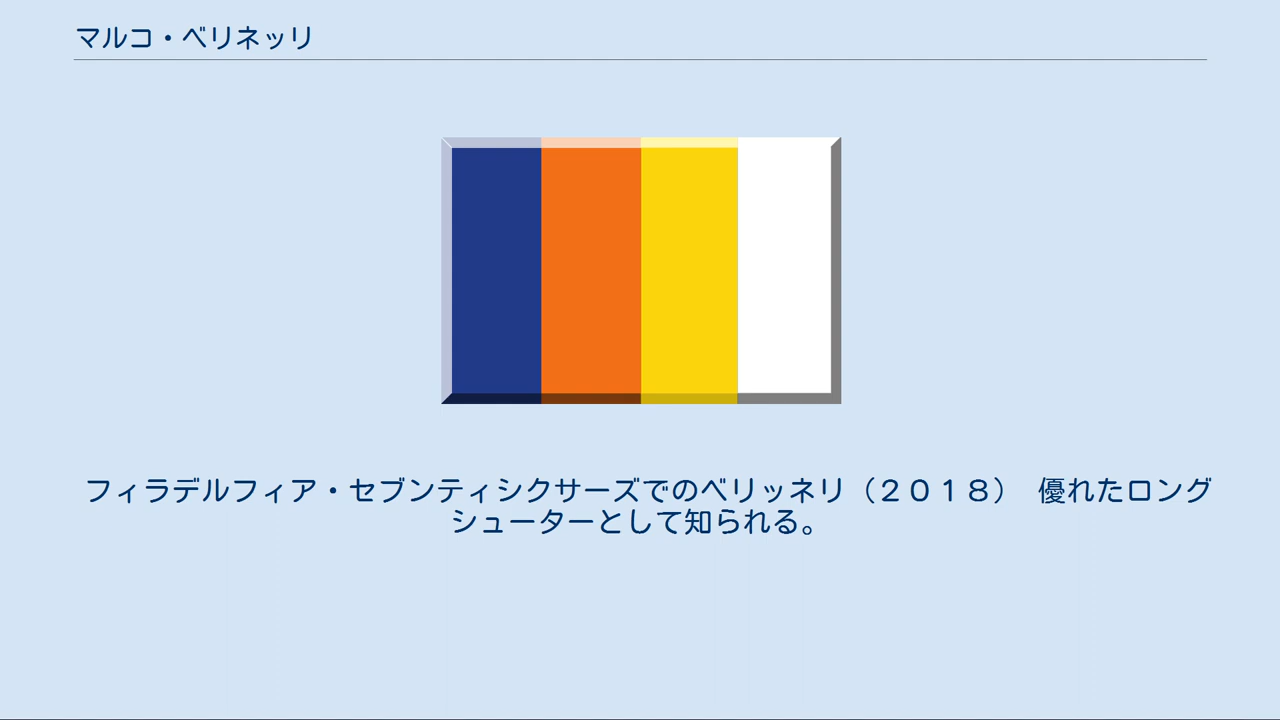 マルコ・ベリネッリ
フィラデルフィア・セブンティシクサーズでのベリッネリ（２０１８）　優れたロング
シューターとして知られる。